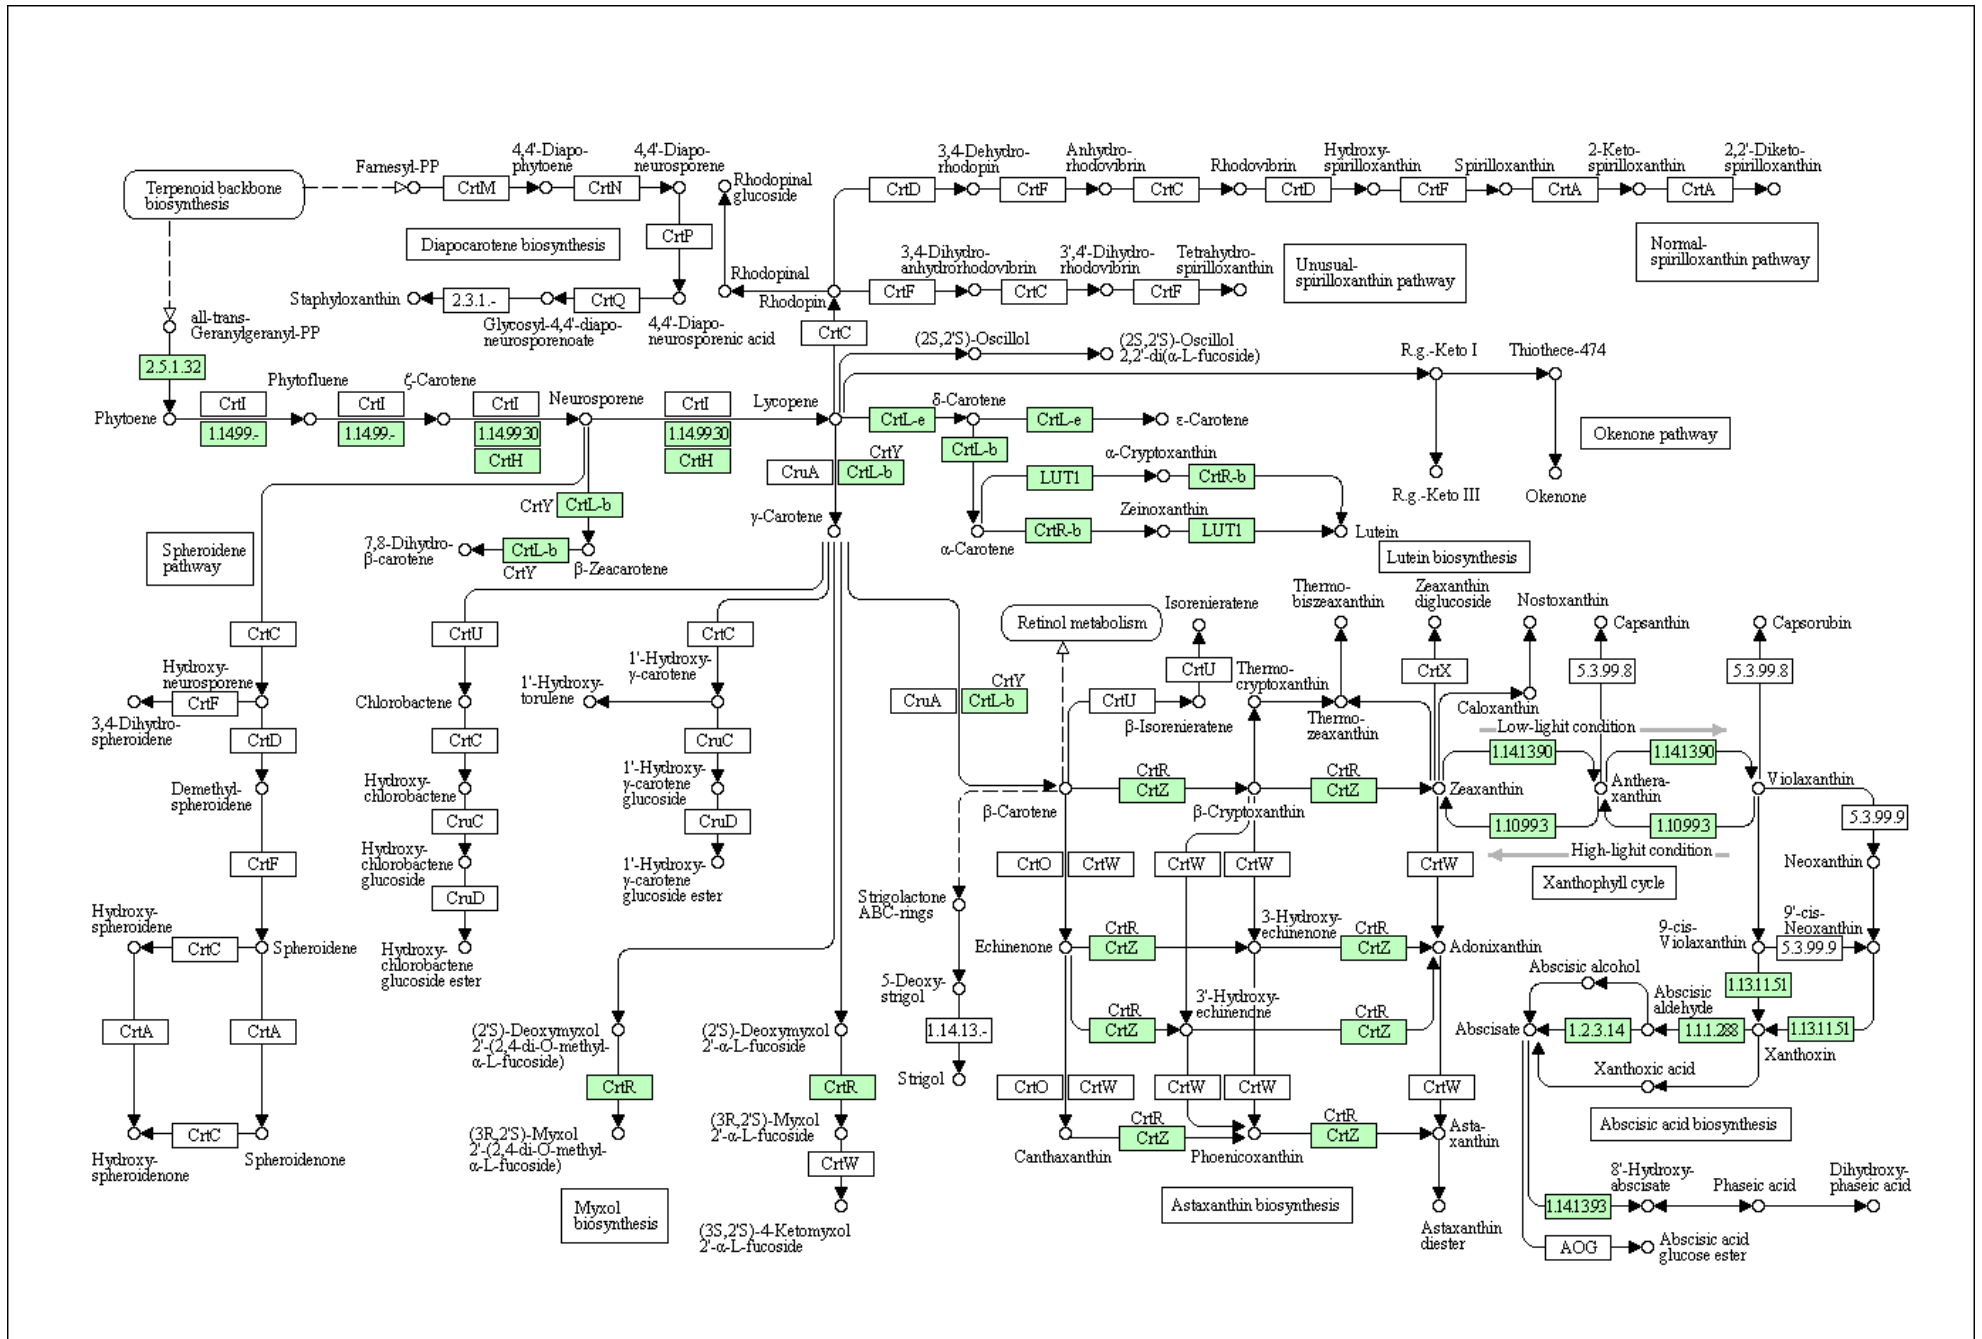 Farnesyl-PP
4,4'-Diapo-
phytoene
4,4'-Diapo-
neurosporene
Terpenoid backbone
biosynthesis
CrtM
CrtN
Rhodopinal
glucoside
CrtP
Diapocarotene biosynthesis
Rhodopinal
Rhodopin
Staphyloxanthin
2.3.1.-
CrtQ
Glycosyl-4,4'-diapo-
neurosporenoate
4,4'-Diapo-
neurosporenic acid
CrtC
3,4-Dehydro-
rhodopin
Anhydro-
rhodovibrin
Rhodovibrin
Hydroxy-
spirilloxanthin
Spirilloxanthin
2-Keto-
spirilloxanthin
2,2'-Diketo-
spirilloxanthin
CrtD
CrtF
CrtC
CrtD
CrtF
CrtA
CrtA
3,4-Dihydro-
anhydrorhodovibrin
3',4'-Dihydro-
rhodovibrin
Tetrahydro-
spirilloxanthin
CrtF
CrtC
CrtF
Unusual-
spirilloxanthin pathway
Normal-
spirilloxanthin pathway
(2S,2'S)-Oscillol
(2S,2'S)-Oscillol
2,2'-di(α-L-fucoside)
R.g.-Keto I
Thiothece-474
R.g.-Keto III
Okenone
Okenone pathway
all-trans-
Geranylgeranyl-PP
2.5.1.32
Phytoene
Phytofluene
ζ-Carotene
Neurosporene
Lycopene
CrtI
CrtI
CrtI
CrtI
1.14.99.-
1.14.99.-
1.14.99.30
1.14.99.30
CrtH
CrtH
δ-Carotene
CrtL-e
CrtL-e
ε-Carotene
CrtL-b
CrtY
CruA
CrtL-b
γ-Carotene
α-Cryptoxanthin
LUT1
CrtR-b
Zeinoxanthin
CrtR-b
LUT1
α-Carotene
Lutein
Lutein biosynthesis
CrtY
CrtL-b
7,8-Dihydro-
β-carotene
CrtL-b
CrtY
β-Zeacarotene
Spheroidene
pathway
CrtC
Hydroxy-
neurosporene
CrtF
3,4-Dihydro-
spheroidene
CrtD
Demethyl-
spheroidene
CrtF
Hydroxy-
spheroidene
CrtC
Spheroidene
CrtA
CrtA
CrtC
Hydroxy-
spheroidenone
Spheroidenone
CrtU
Chlorobactene
CrtC
Hydroxy-
chlorobactene
CruC
Hydroxy-
chlorobactene
glucoside
CruD
Hydroxy-
chlorobactene
glucoside ester
CrtC
1'-Hydroxy-
γ-carotene
1'-Hydroxy-
torulene
CruC
1'-Hydroxy-
γ-carotene
glucoside
CruD
1'-Hydroxy-
γ-carotene
glucoside ester
(2'S)-Deoxymyxol
2'-(2,4-di-O-methyl-
α-L-fucoside)
CrtR
(3R,2'S)-Myxol
2'-(2,4-di-O-methyl-
α-L-fucoside)
(2'S)-Deoxymyxol
2'-α-L-fucoside
CrtR
(3R,2'S)-Myxol
2'-α-L-fucoside
CrtW
(3S,2'S)-4-Ketomyxol
2'-α-L-fucoside
Myxol
biosynthesis
CrtY
CruA
CrtL-b
Strigolactone
ABC-rings
5-Deoxy-
strigol
1.14.13.-
Strigol
Retinol metabolism
Isorenieratene
CrtU
CrtU
β-Isorenieratene
Thermo-
biszeaxanthin
Thermo-
cryptoxanthin
Thermo-
zeaxanthin
Zeaxanthin
diglucoside
CrtX
Nostoxanthin
Caloxanthin
Capsanthin
5.3.99.8
Capsorubin
5.3.99.8
Low-lighit condition
1.14.13.90
1.14.13.90
β-Carotene
CrtR
CrtZ
β-Cryptoxanthin
CrtR
CrtZ
Zeaxanthin
Anthera-
xanthin
Violaxanthin
1.10.99.3
1.10.99.3
High-lighit condition
Xanthophyll cycle
5.3.99.9
Neoxanthin
CrtO
CrtW
CrtW
CrtW
CrtW
Echinenone
CrtR
CrtZ
3-Hydroxy-
echinenone
CrtR
CrtZ
Adonixanthin
CrtR
CrtZ
3'-Hydroxy-
echinenone
CrtR
CrtZ
CrtO
CrtW
CrtW
CrtW
CrtW
Canthaxanthin
CrtR
CrtZ
Phoenicoxanthin
CrtR
CrtZ
Asta-
xanthin
Astaxanthin
diester
Astaxanthin biosynthesis
9-cis-
Violaxanthin
9'-cis-
Neoxanthin
5.3.99.9
Abscisic alcohol
Abscisic
aldehyde
1.13.11.51
Abscisate
1.2.3.14
1.1.1.288
1.13.11.51
Xanthoxin
Xanthoxic acid
Abscisic acid biosynthesis
8'-Hydroxy-
abscisate
Phaseic acid
Dihydroxy-
phaseic acid
1.14.13.93
AOG
Abscisic acid
glucose ester